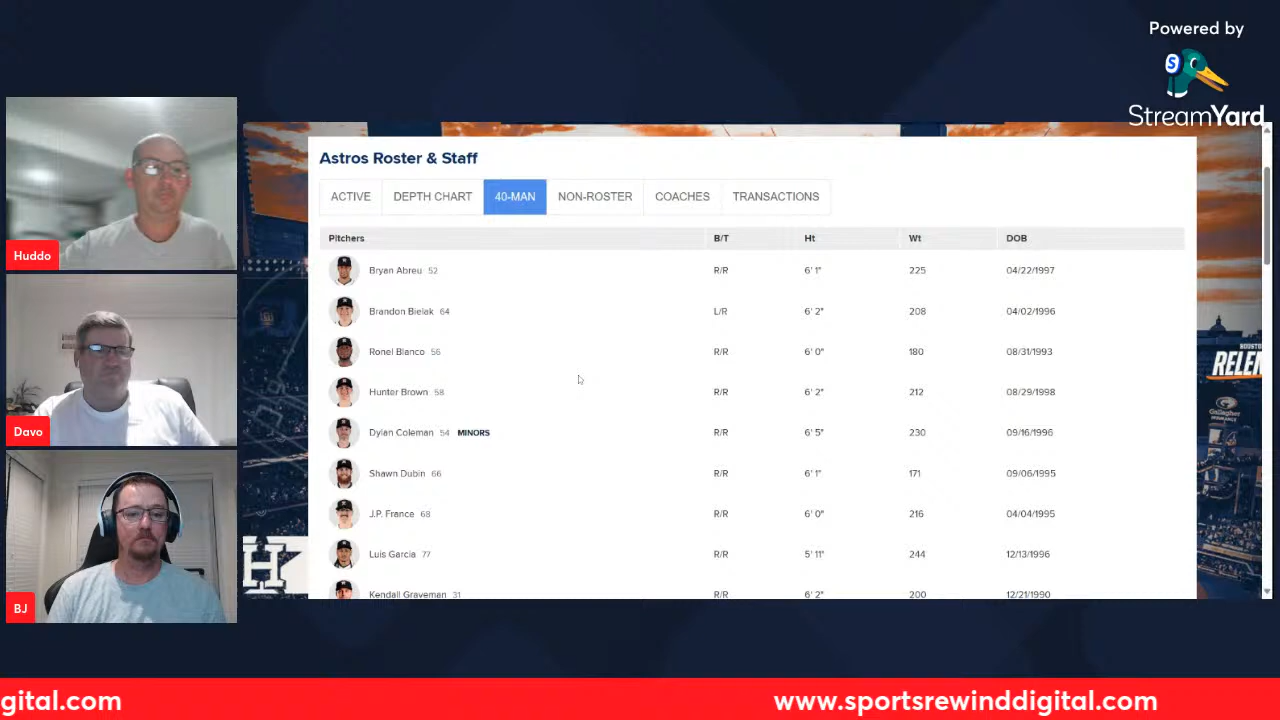 Powered by
S
StreamYard
Huddo
Davo
BJ
Astros Roster & Staff
ACTIVE DEPTH CHART 40-MAN NON-ROSTER COACHES TRANSACTIONS
Pitchers B/T Ht Wt DOB
Bryan Abreu 52 R/R 6' 1" 225 04/22/1997
Brandon Bielak 64 L/R 6' 2" 208 04/02/1996
Ronel Blanco 56 R/R 6' 0" 180 08/31/1993
Hunter Brown 58 R/R 6' 2" 212 08/29/1998
Dylan Coleman 54 MINORS R/R 6' 5" 230 09/16/1996
Shawn Dubin 66 R/R 6' 1" 171 09/06/1995
J.P. France 68 R/R 6' 0" 216 04/04/1995
Luis Garcia 77 R/R 5' 11" 244 12/13/1996
Kendall Graveman 31 R/R 6' 2" 200 12/21/1990
HOUSTON
RELEN
Gallagher
H
gital.com
www.sportsrewinddigital.com